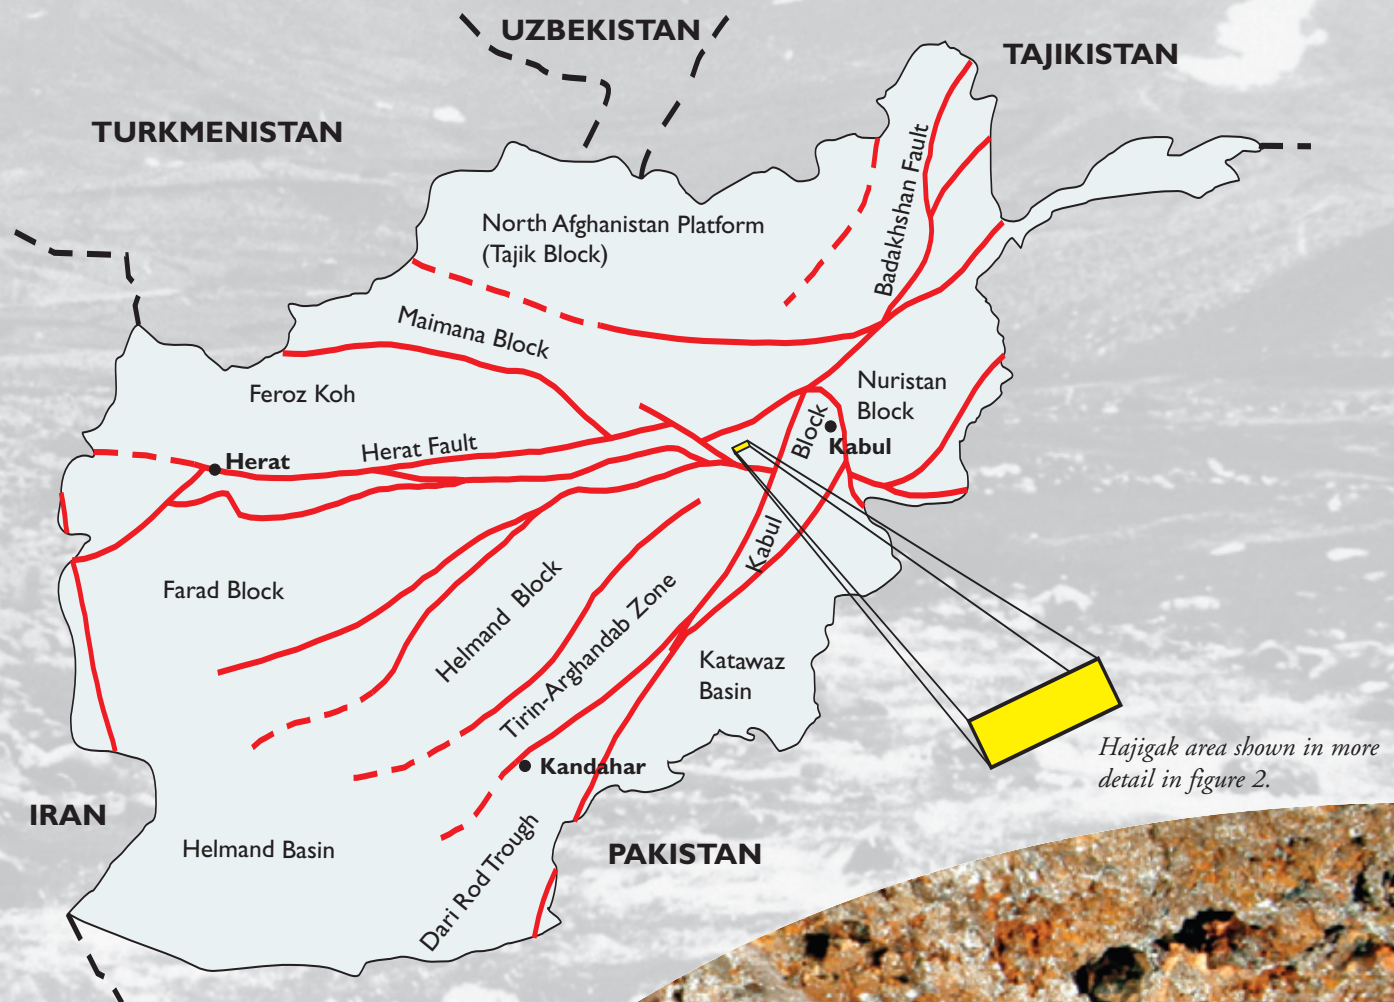 UZBEKISTAN
TAJIKISTAN
TURKMENISTAN
North Afghanistan Platform
(Tajik Block)
Badakhshan Fault
Maimana Block
Feroz Koh
Nuristan
Block
Herat Fault
Herat
Kabul
Kabul Block
Farad Block
Helmand Block
Tirin-Arghandab Zone
Katawaz
Basin
Kandahar
Hajigak area shown in more
detail in figure 2.
IRAN
Helmand Basin
Dari Rod Trough
PAKISTAN